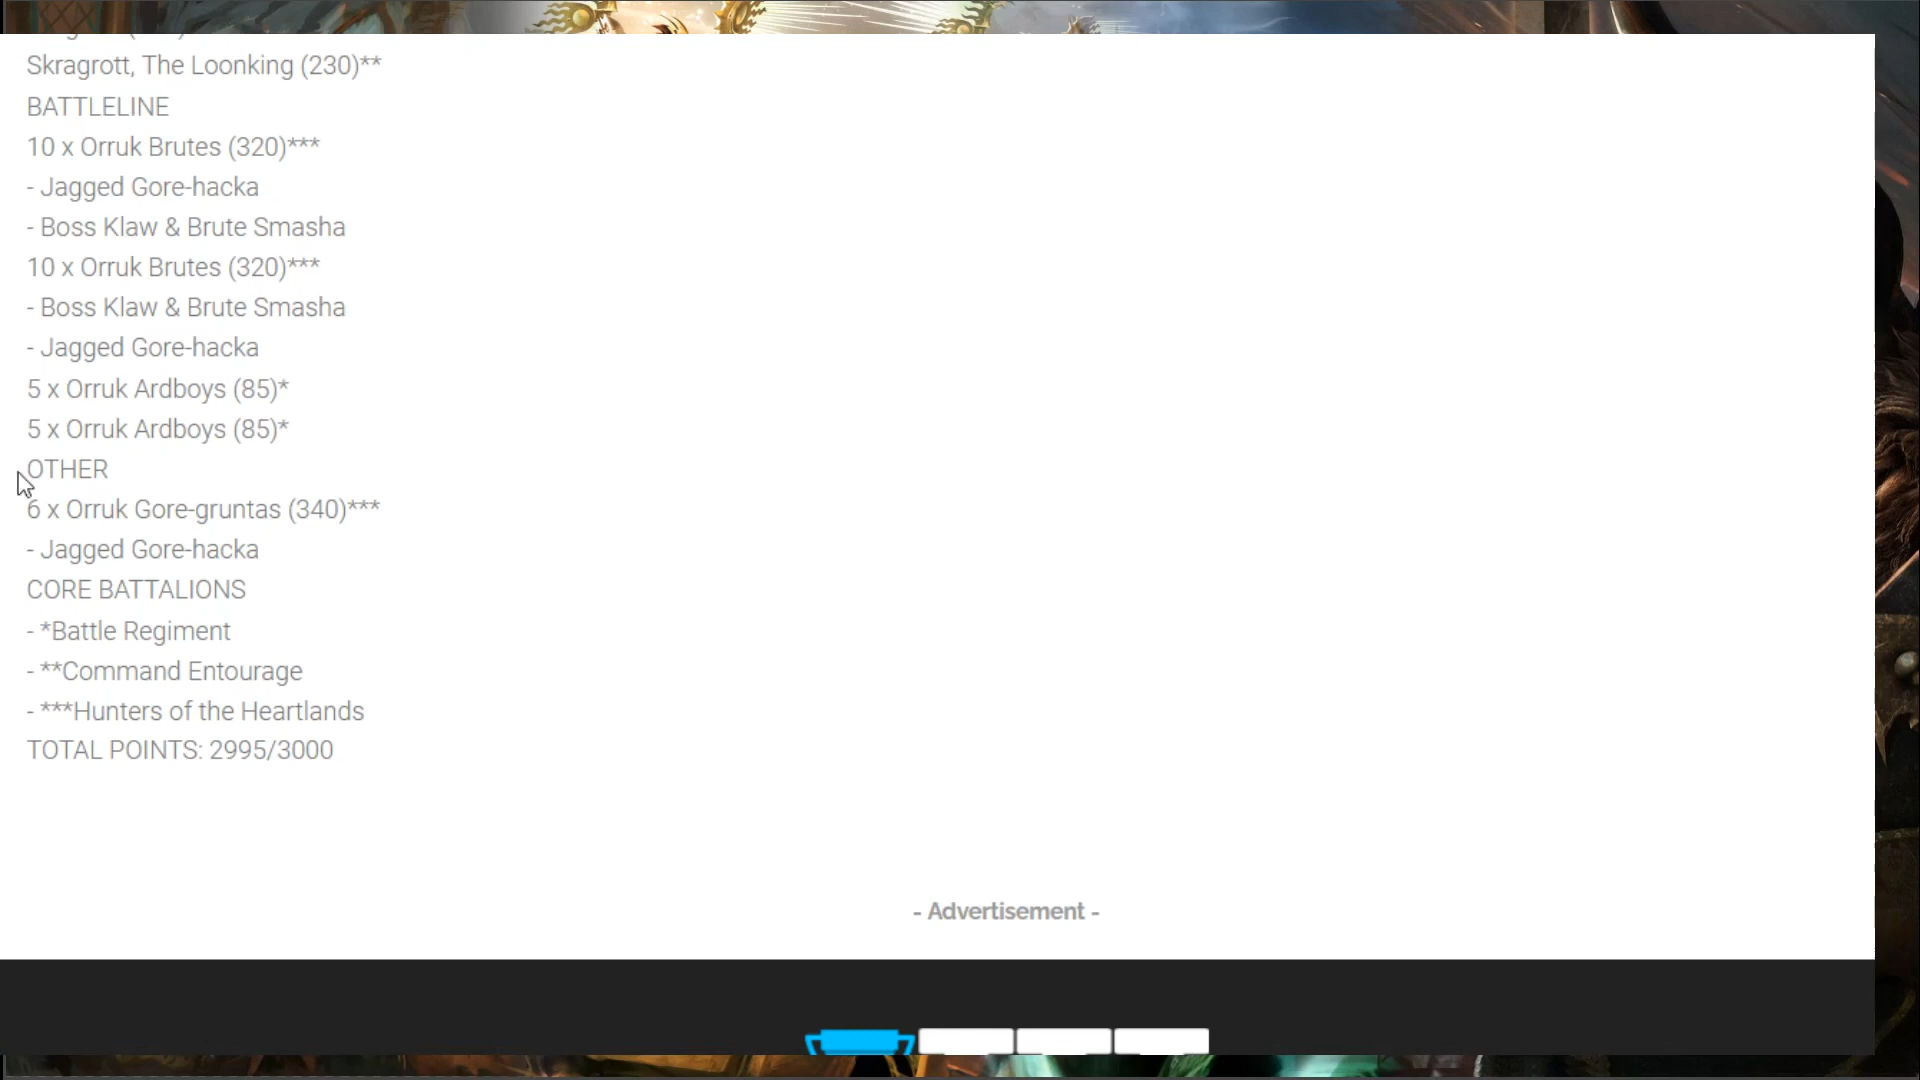 Skragrott, The Loonking (230)**
BATTLELINE
10 x Orruk Brutes (320)***
- Jagged Gore-hacka
- Boss Klaw & Brute Smasha
10 x Orruk Brutes (320)***
- Boss Klaw & Brute Smasha
- Jagged Gore-hacka
5 x Orruk Ardboys (85)*
5 x Orruk Ardboys (85)*
OTHER
6 x Orruk Gore-gruntas (340)***
- Jagged Gore-hacka
CORE BATTALIONS
- *Battle Regiment
- **Command Entourage
- ***Hunters of the Heartlands
TOTAL POINTS: 2995/3000
- Advertisement -